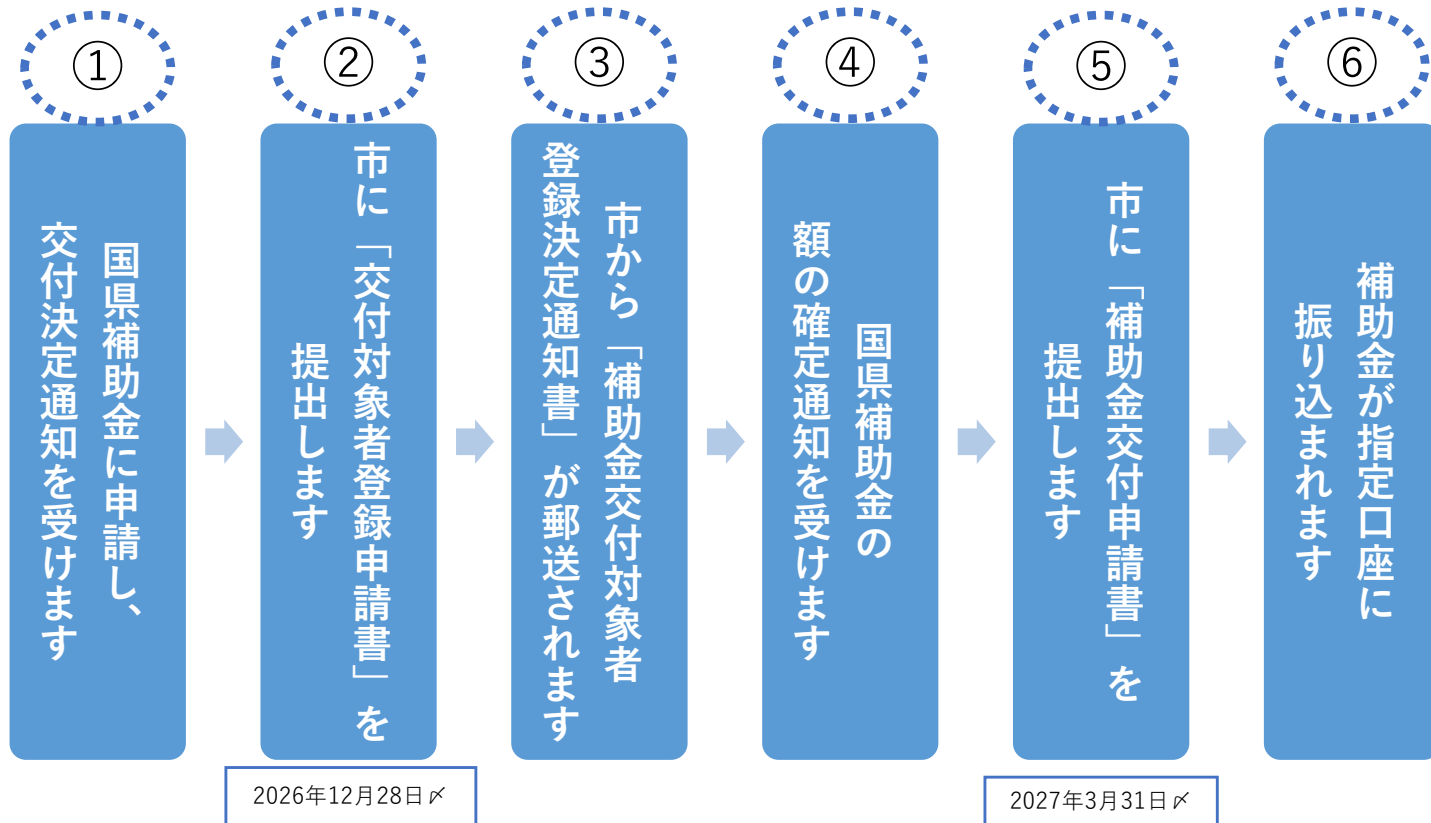 ①
国県補助金に申請し、
交付決定通知を受けます
②
市に「交付対象者登録申請書」を
提出します
2026年12月28日〆
③
市から「補助金交付対象者
登録決定通知書」が郵送されます
④
国県補助金の
額の確定通知を受けます
⑤
市に「補助金交付申請書」を
提出します
2027年3月31日〆
⑥
補助金が指定口座に
振り込まれます